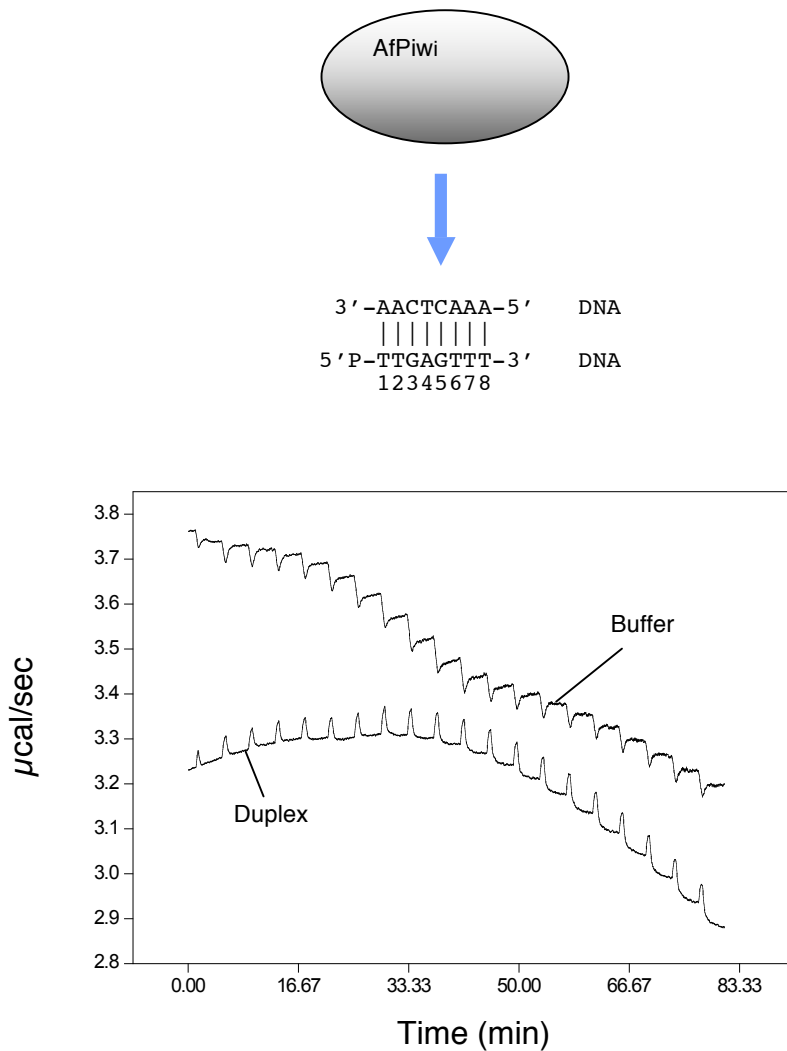 AfPiwi
3’-AACTCAAA-5’ DNA
||||||||
5’P-TTGAGTTT-3’ DNA
12345678
3.8
3.7
3.6
3.5
3.4
3.3
3.2
3.1
3.0
2.9
2.8
µcal/sec
Buffer
Duplex
0.00 16.67 33.33 50.00 66.67 83.33
Time (min)